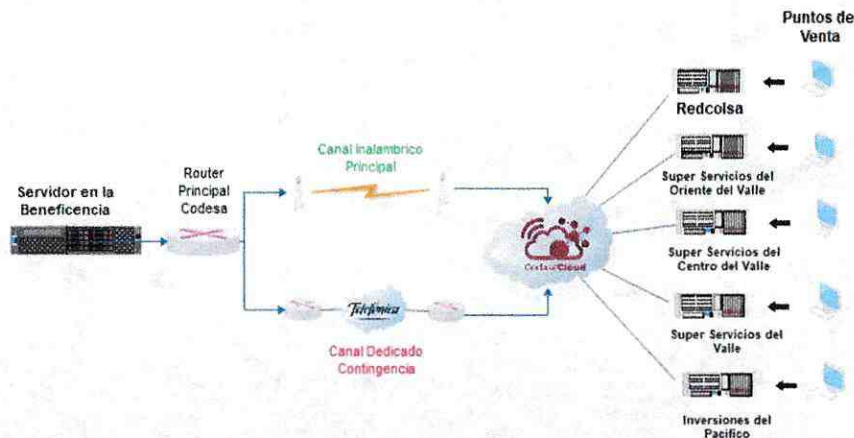 Puntos de
Venta
Redcolsa
Canal Inalambrico
Principal
Router
Principal
Codesa
Super Servicios del
Oriente del Valle
Servidor en la
Beneficencia
Super Servicios del
Centro del Valle
CodesaCloud
Telefónica
Super Servicios del
Valle
Canal Dedicado
Contingencia
Inversiones del
Pacifico